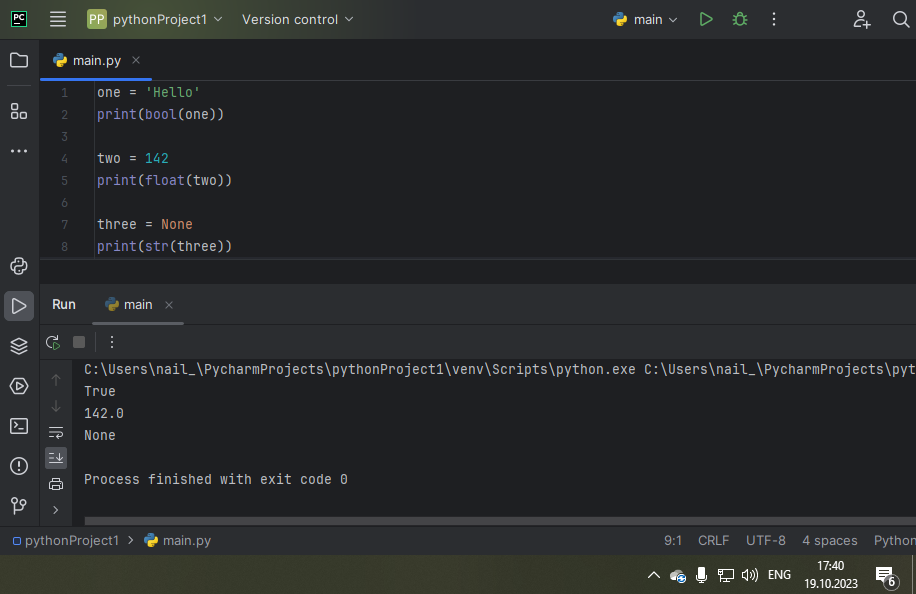 PC
PP pythonProject1 Version control main
main.py
1 one = 'Hello'
2 print(bool(one))
3
4 two = 142
5 print(float(two))
6
7 three = None
8 print(str(three))
Run main
C:\Users\nail_\PycharmProjects\pythonProject1\venv\Scripts\python.exe C:\Users\nail_\PycharmProjects\pyt
True
142.0
None
Process finished with exit code 0
pythonProject1 > main.py 9:1 CRLF UTF-8 4 spaces Python
ENG 17:40
19.10.2023
6